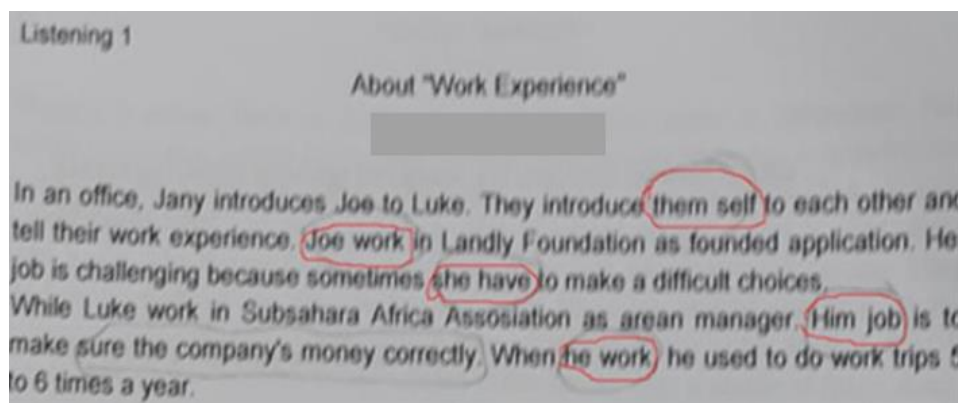 Listening 1
About "Work Experience"
In an office, Jany introduces Joe to Luke. They introduce them self to each other and
tell their work experience. Joe work in Landly Foundation as founded application. He
job is challenging because sometimes she have to make a difficult choices.
While Luke work in Subsahara Africa Assosiation as arean manager. Him job is to
make sure the company's money correctly. When he work he used to do work trips 5
to 6 times a year.